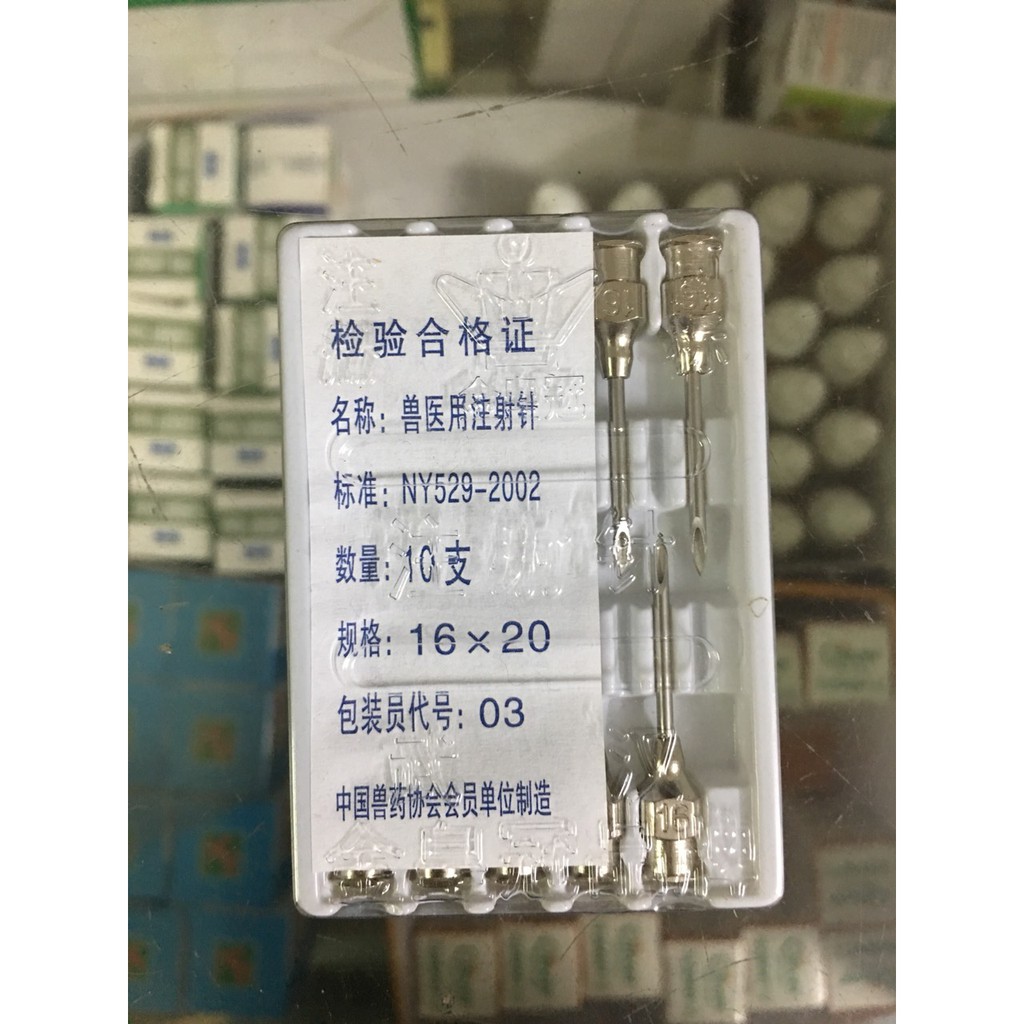 检验合格证
名称：兽医用注射针
标准：NY529-2002
数量：10支
规格：16×20
包装员代号：03
中国兽药协会会员单位制造
16
16